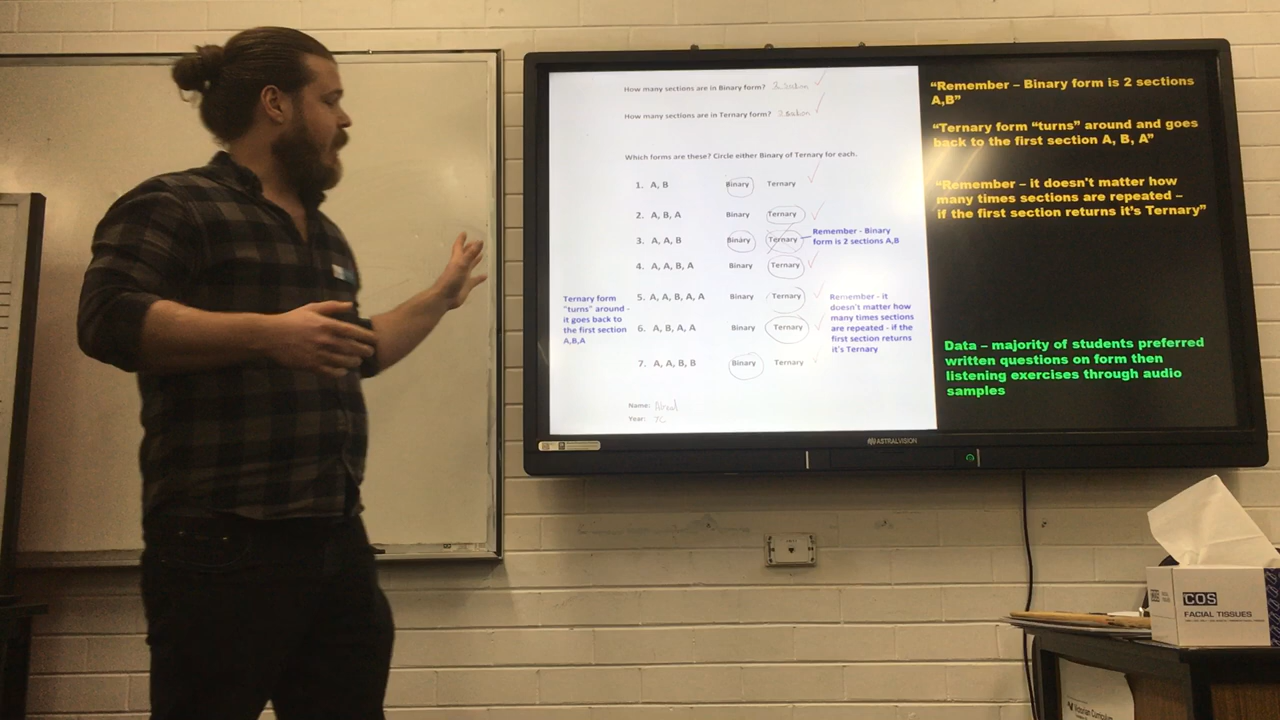 How many sections are in Binary form? 2 section
How many sections are in Ternary form? 3 section
Which forms are these? Circle either Binary of Ternary for each.
1. A, B Binary Ternary
2. A, B, A Binary Ternary
3. A, A, B Binary Ternary
4. A, A, B, A Binary Ternary
5. A, A, B, A, A Binary Ternary
6. A, B, A, A Binary Ternary
7. A, A, B, B Binary Ternary
Remember - Binary
form is 2 sections A,B
Ternary form
"turns" around -
it goes back to
the first section
A,B,A
Remember - it
doesn't matter how
many times sections
are repeated - if the
first section returns
it's Ternary
Name:
Year: 7C
“Remember – Binary form is 2 sections
A,B”
“Ternary form “turns” around and goes
back to the first section A, B, A”
“Remember – it doesn't matter how
many times sections are repeated –
if the first section returns it’s Ternary”
Data – majority of students preferred
written questions on form then
listening exercises through audio
samples
ASTRALVISION
COS
FACIAL TISSUES
Victorian Curriculum